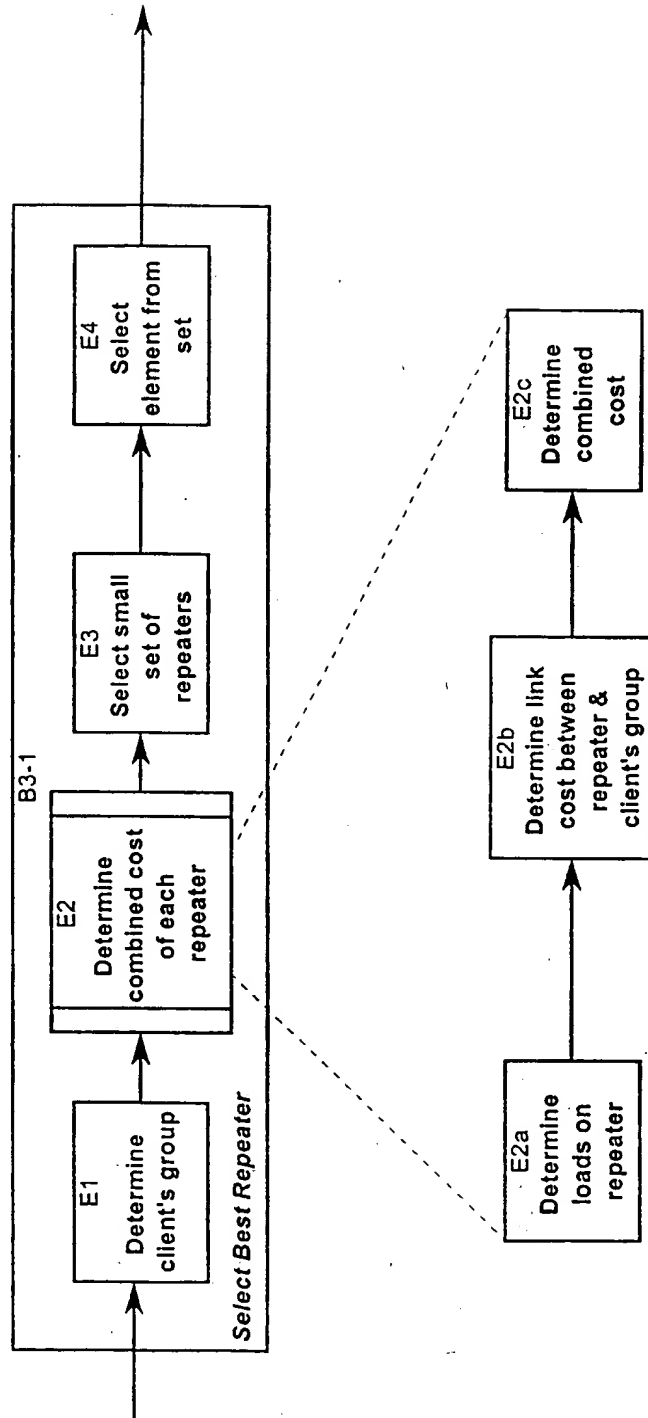 B3-1
E1
Determine
client's group
E2
Determine
combined cost
of each
repeater
E3
Select small
set of
repeaters
E4
Select
element from
set
Select Best Repeater
E2a
Determine
loads on
repeater
E2b
Determine link
cost between
repeater &
client's group
E2c
Determine
combined
cost